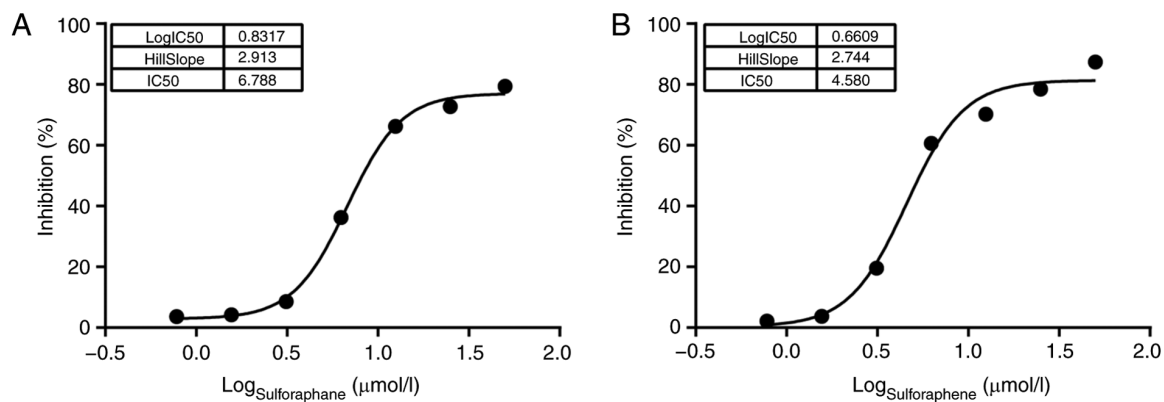 A
100
80
60
40
20
0
Inhibition (%)
LogIC50 0.8317
HillSlope 2.913
IC50 6.788
−0.5 0.0 0.5 1.0 1.5 2.0
LogSulforaphane (μmol/l)
B
100
80
60
40
20
0
Inhibition (%)
LogIC50 0.6609
HillSlope 2.744
IC50 4.580
−0.5 0.0 0.5 1.0 1.5 2.0
LogSulforaphene (μmol/l)